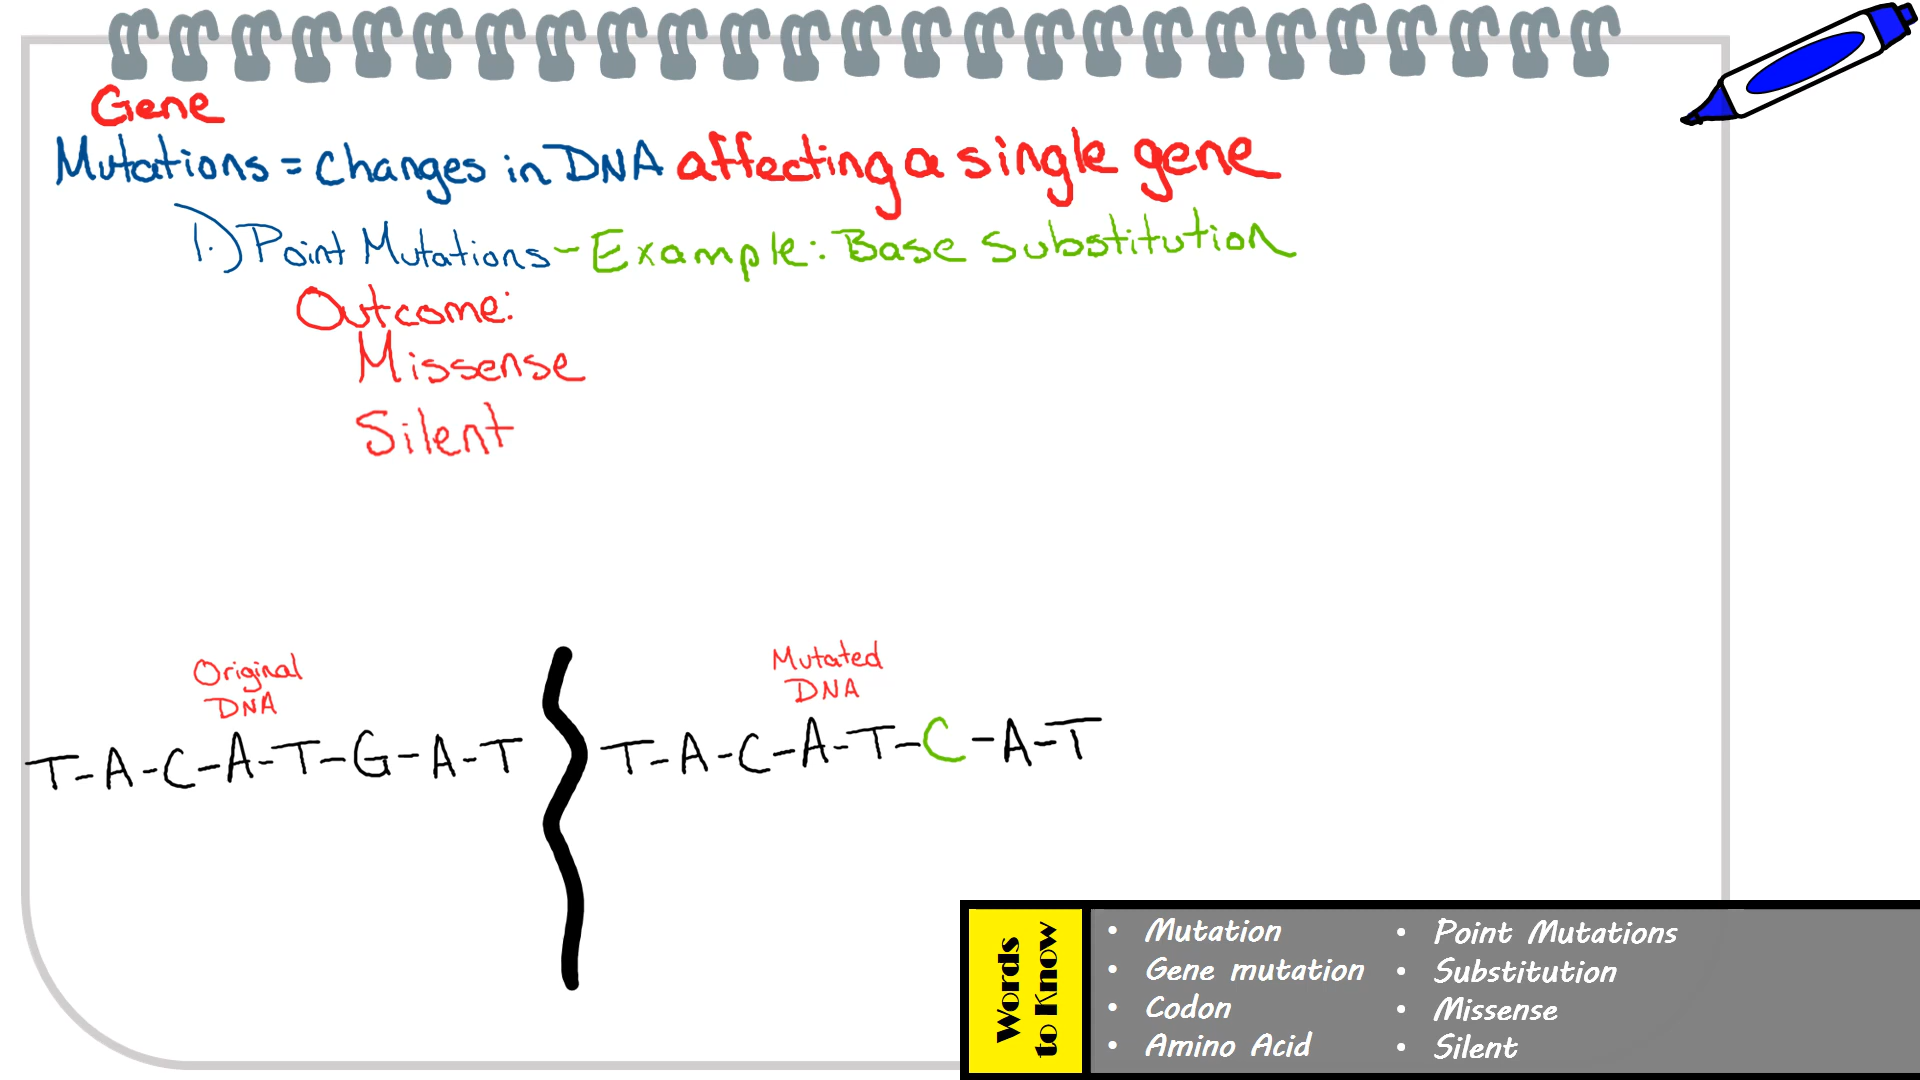 Gene
Mutations = Changes in DNA affecting a single gene
1.) Point Mutations - Example: Base Substitution
Outcome:
Missense
Silent
Original
DNA
T-A-C-A-T-G-A-T
Mutated
DNA
T-A-C-A-T-C-A-T
Words
to Know
• Mutation
• Gene mutation
• Codon
• Amino Acid
• Point Mutations
• Substitution
• Missense
• Silent